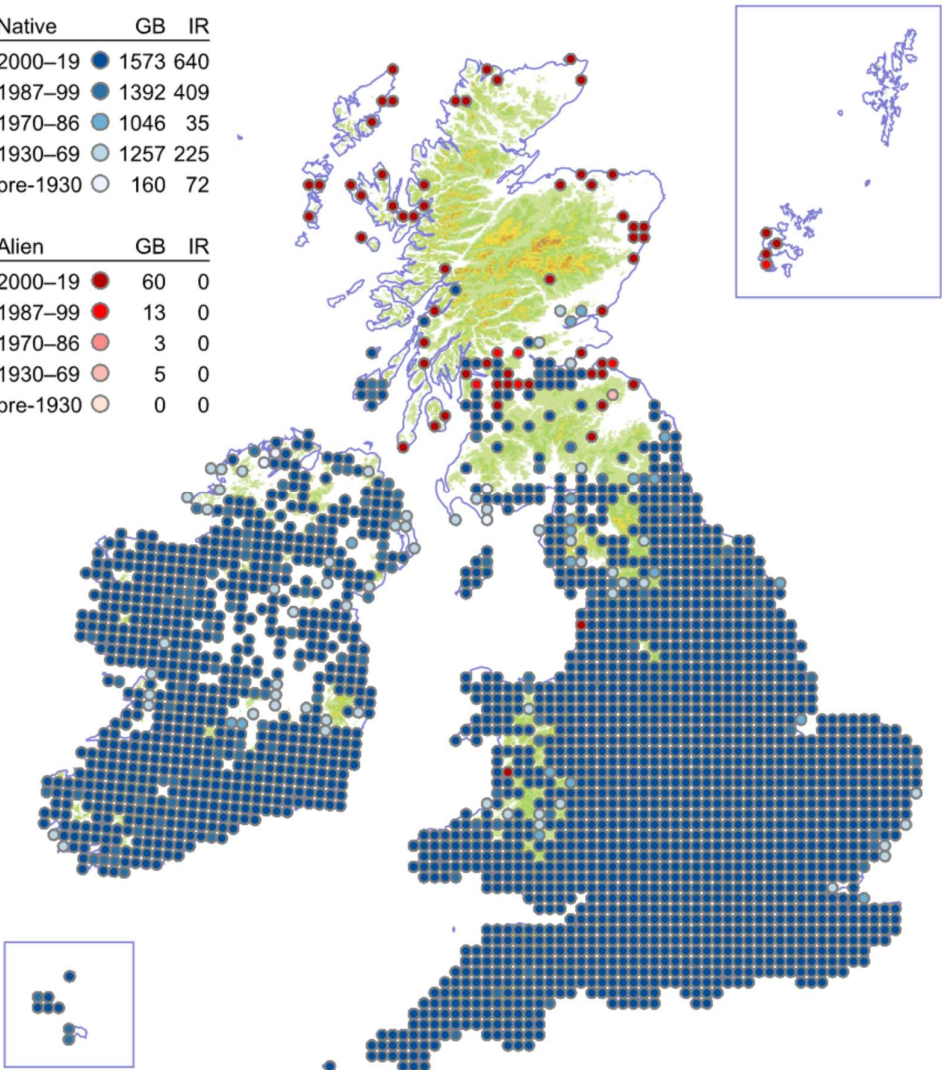 Native GB IR
2000–19 1573 640
1987–99 1392 409
1970–86 1046 35
1930–69 1257 225
pre-1930 160 72
Alien GB IR
2000–19 60 0
1987–99 13 0
1970–86 3 0
1930–69 5 0
pre-1930 0 0